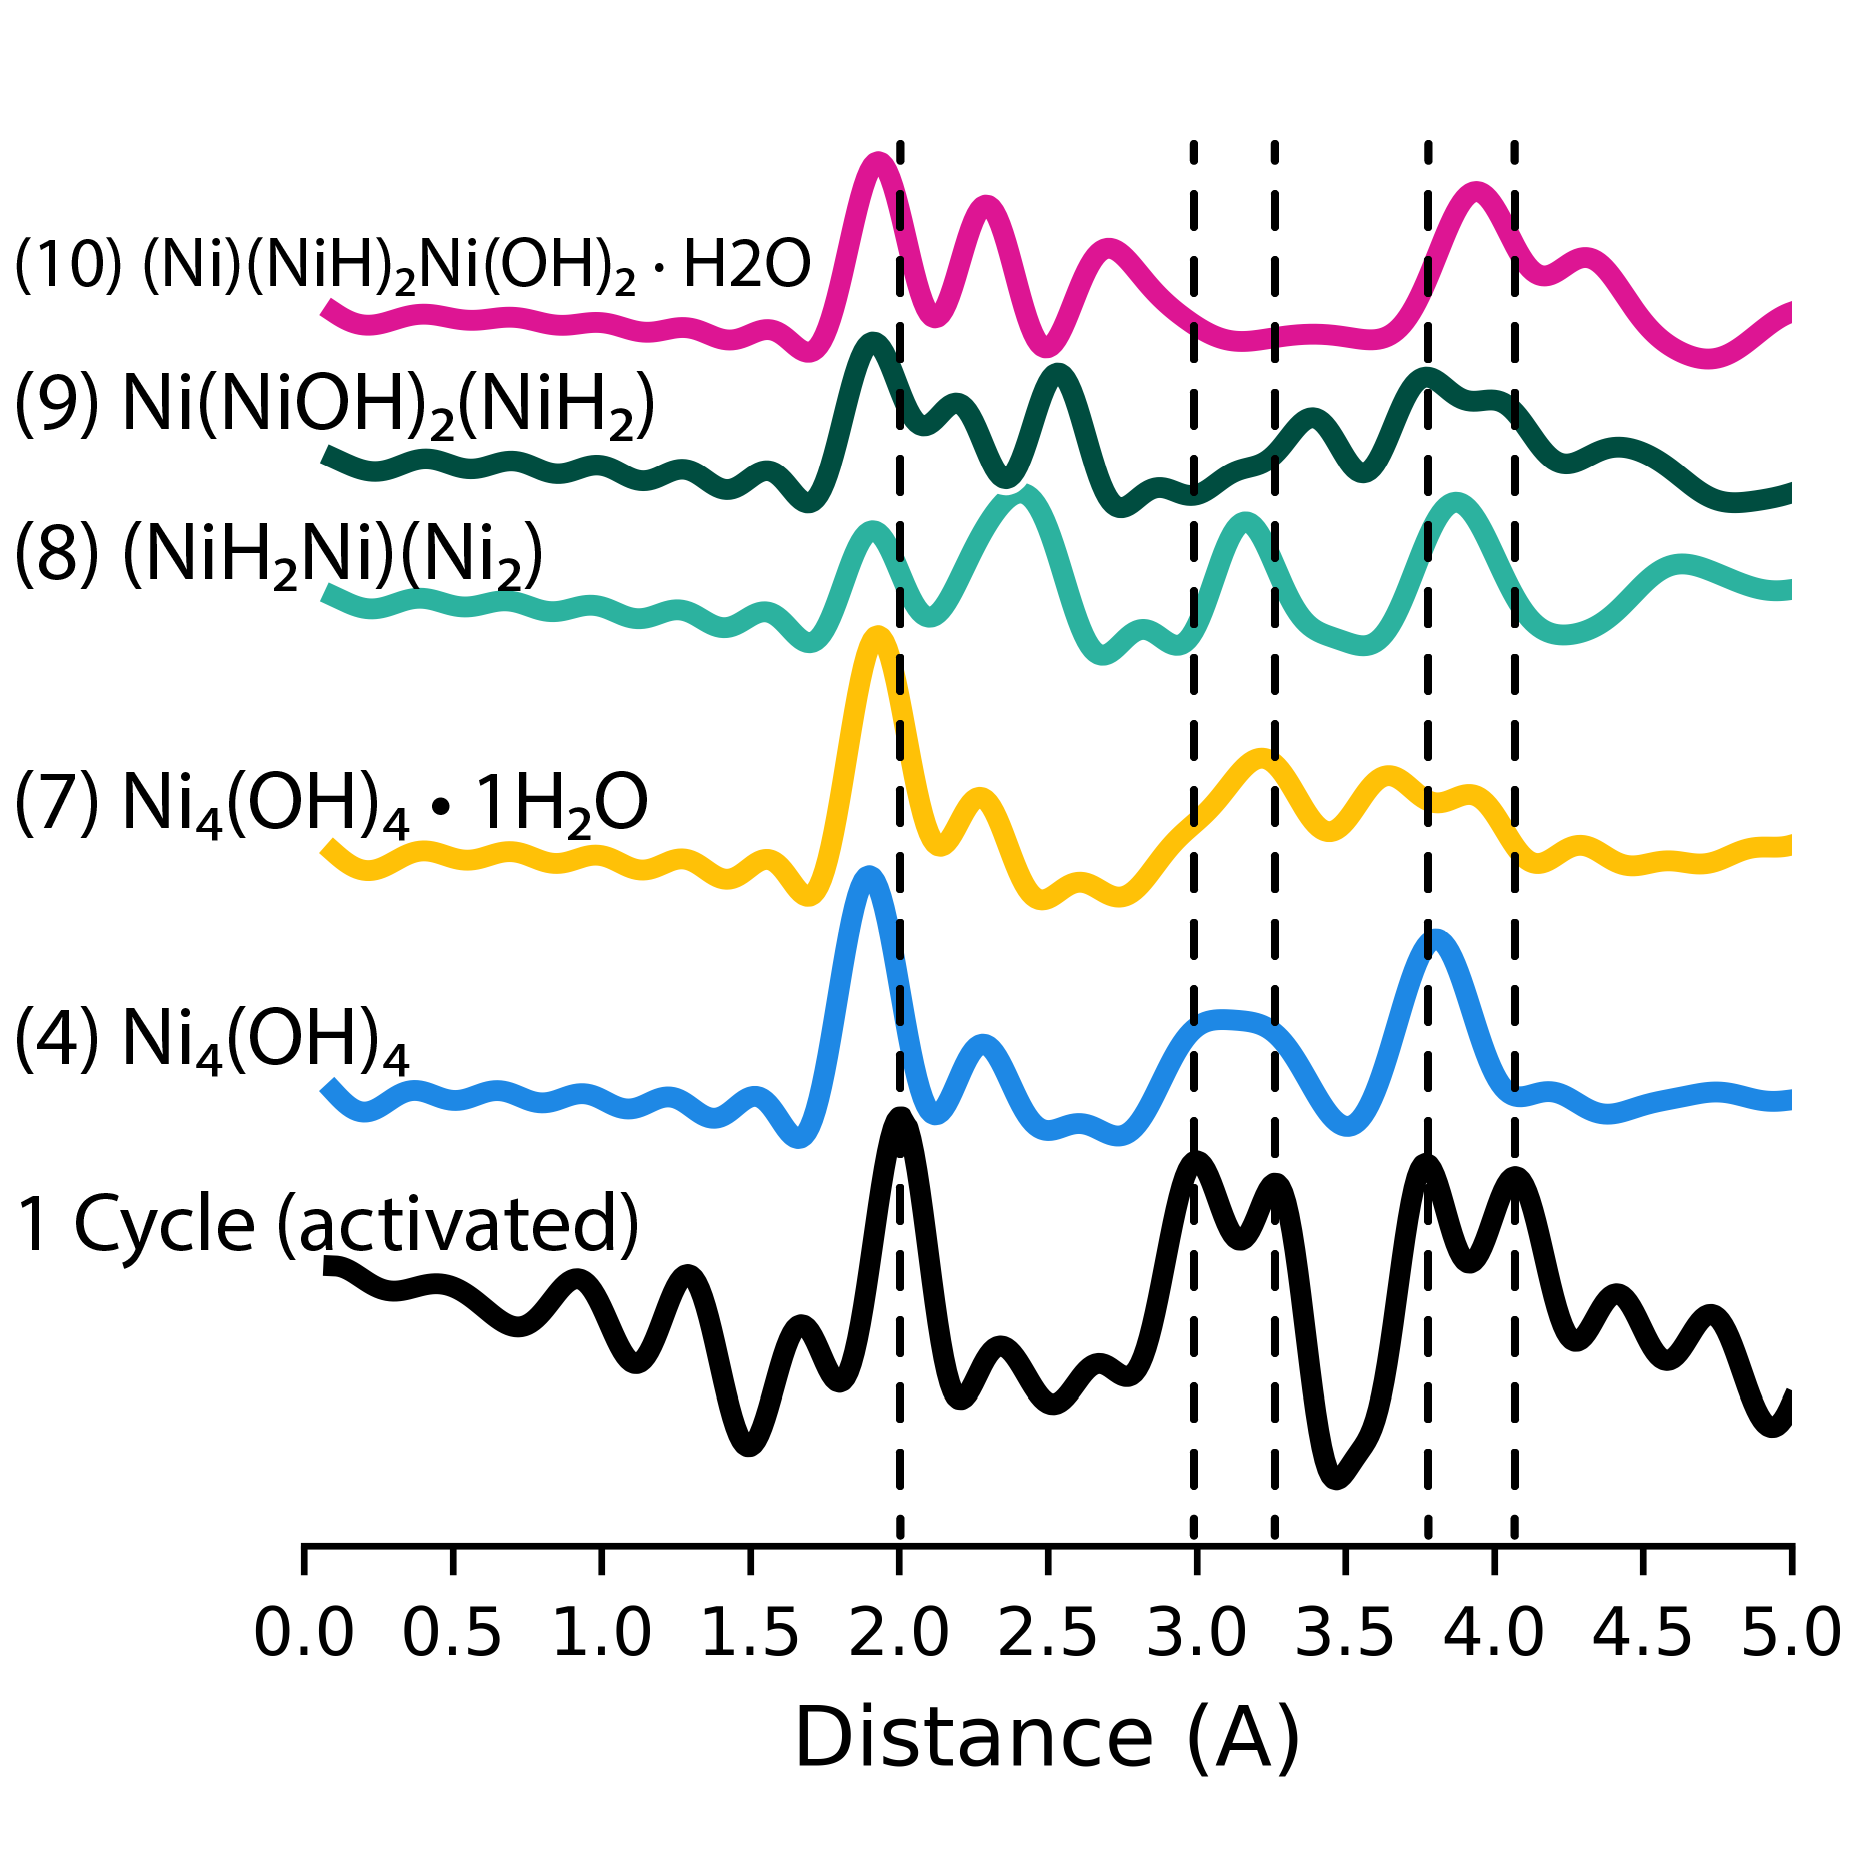 (10) (Ni)(NiH)₂Ni(OH)₂ · H2O
(9) Ni(NiOH)₂(NiH₂)
(8) (NiH₂Ni)(Ni₂)
(7) Ni₄(OH)₄ • 1H₂O
(4) Ni₄(OH)₄
1 Cycle (activated)
0.0 0.5 1.0 1.5 2.0 2.5 3.0 3.5 4.0 4.5 5.0
Distance (A)